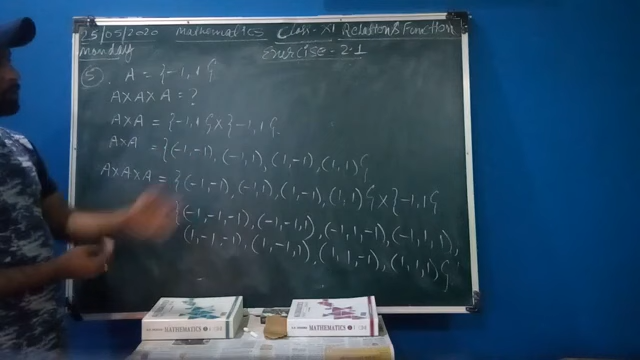 25/05/2020 Mathematics Class-XI Relation & Function
Monday Exercise-2.1
5. A = {-1, 1}
A×A×A = ?
A×A = {-1, 1} × {-1, 1}.
A×A = {(-1, -1), (-1, 1), (1, -1), (1, 1)}
A×A×A = {(-1, -1), (-1, 1), (1, -1), (1, 1)} × {-1, 1}
{(-1, -1, -1), (-1, -1, 1), (-1, 1, -1), (-1, 1, 1),
(1, -1, -1), (1, -1, 1), (1, 1, -1), (1, 1, 1)}
MATHEMATICS
MATHEMATICS